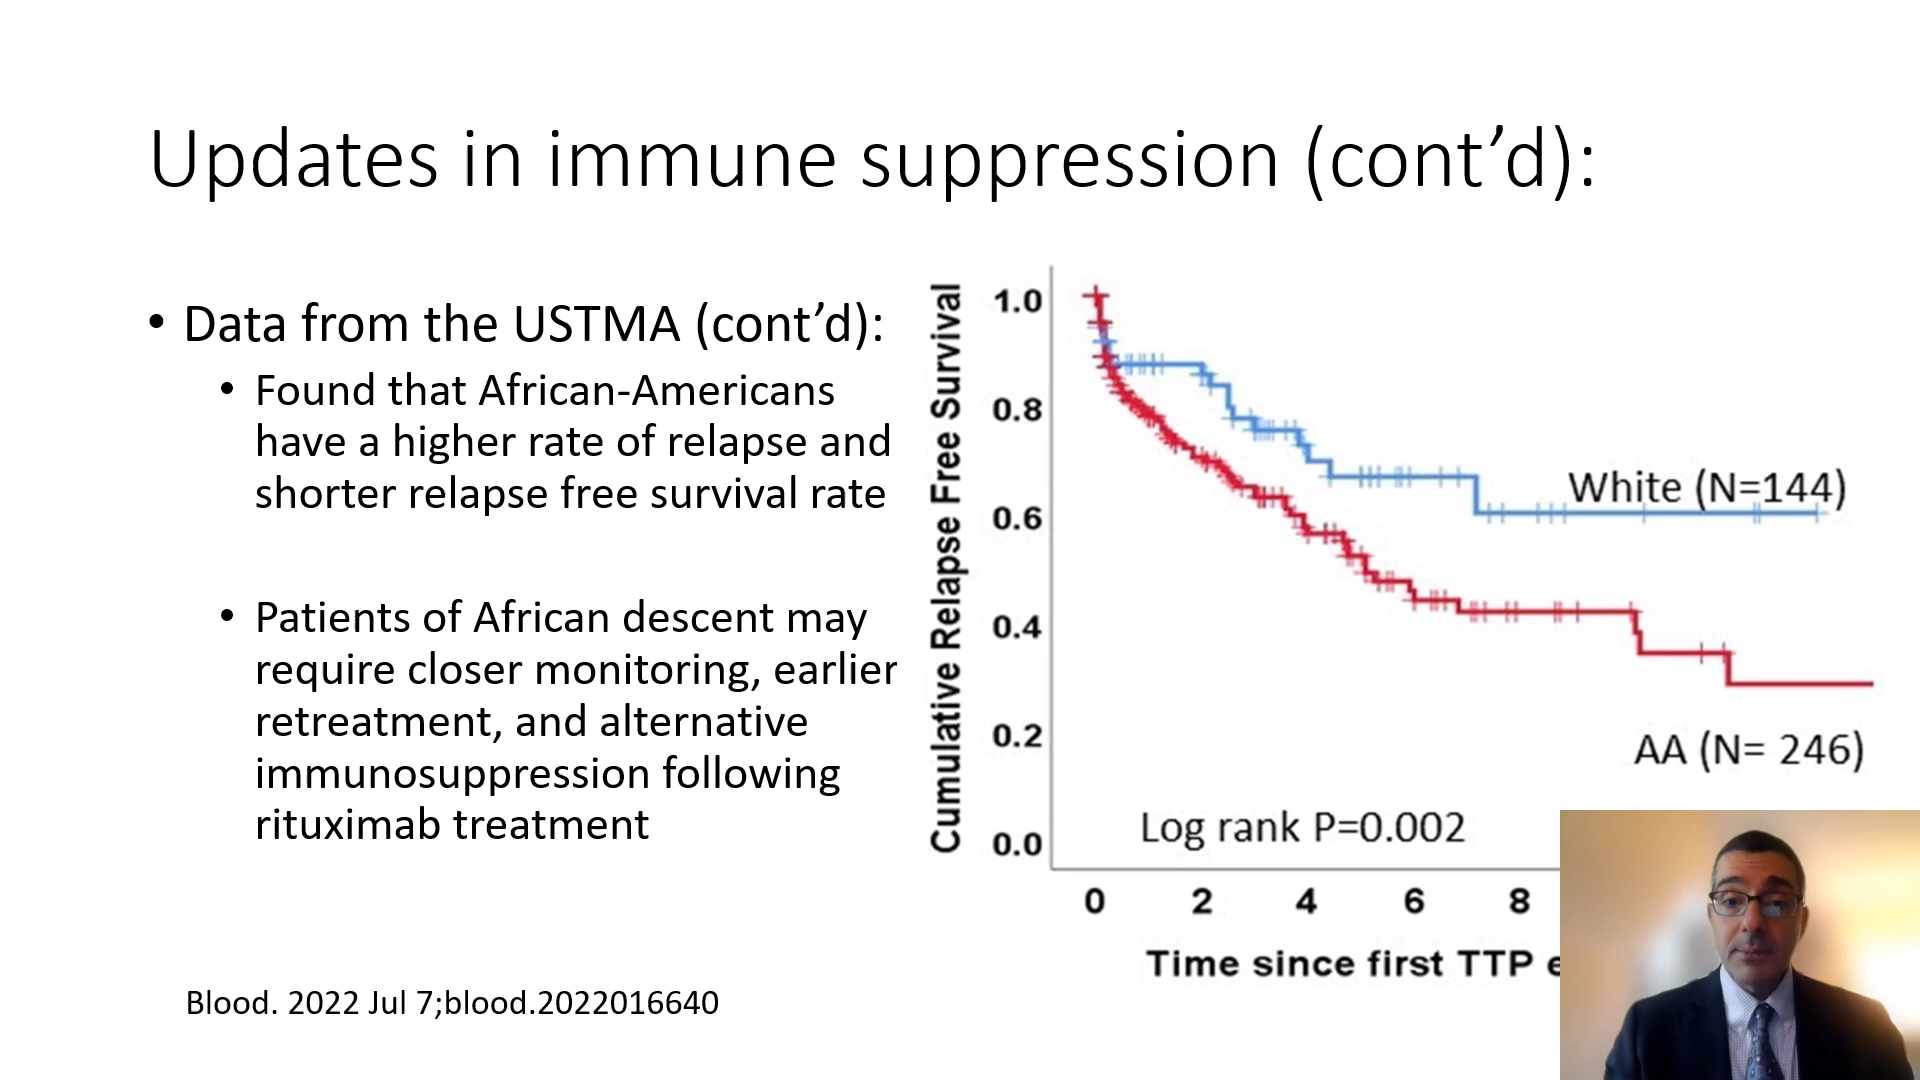 Updates in immune suppression (cont’d):
• Data from the USTMA (cont’d):
• Found that African-Americans
have a higher rate of relapse and
shorter relapse free survival rate
• Patients of African descent may
require closer monitoring, earlier
retreatment, and alternative
immunosuppression following
rituximab treatment
Blood. 2022 Jul 7;blood.2022016640
Cumulative Relapse Free Survival
1.0
0.8
0.6
0.4
0.2
0.0
White (N=144)
AA (N= 246)
Log rank P=0.002
0 2 4 6 8
Time since first TTP e